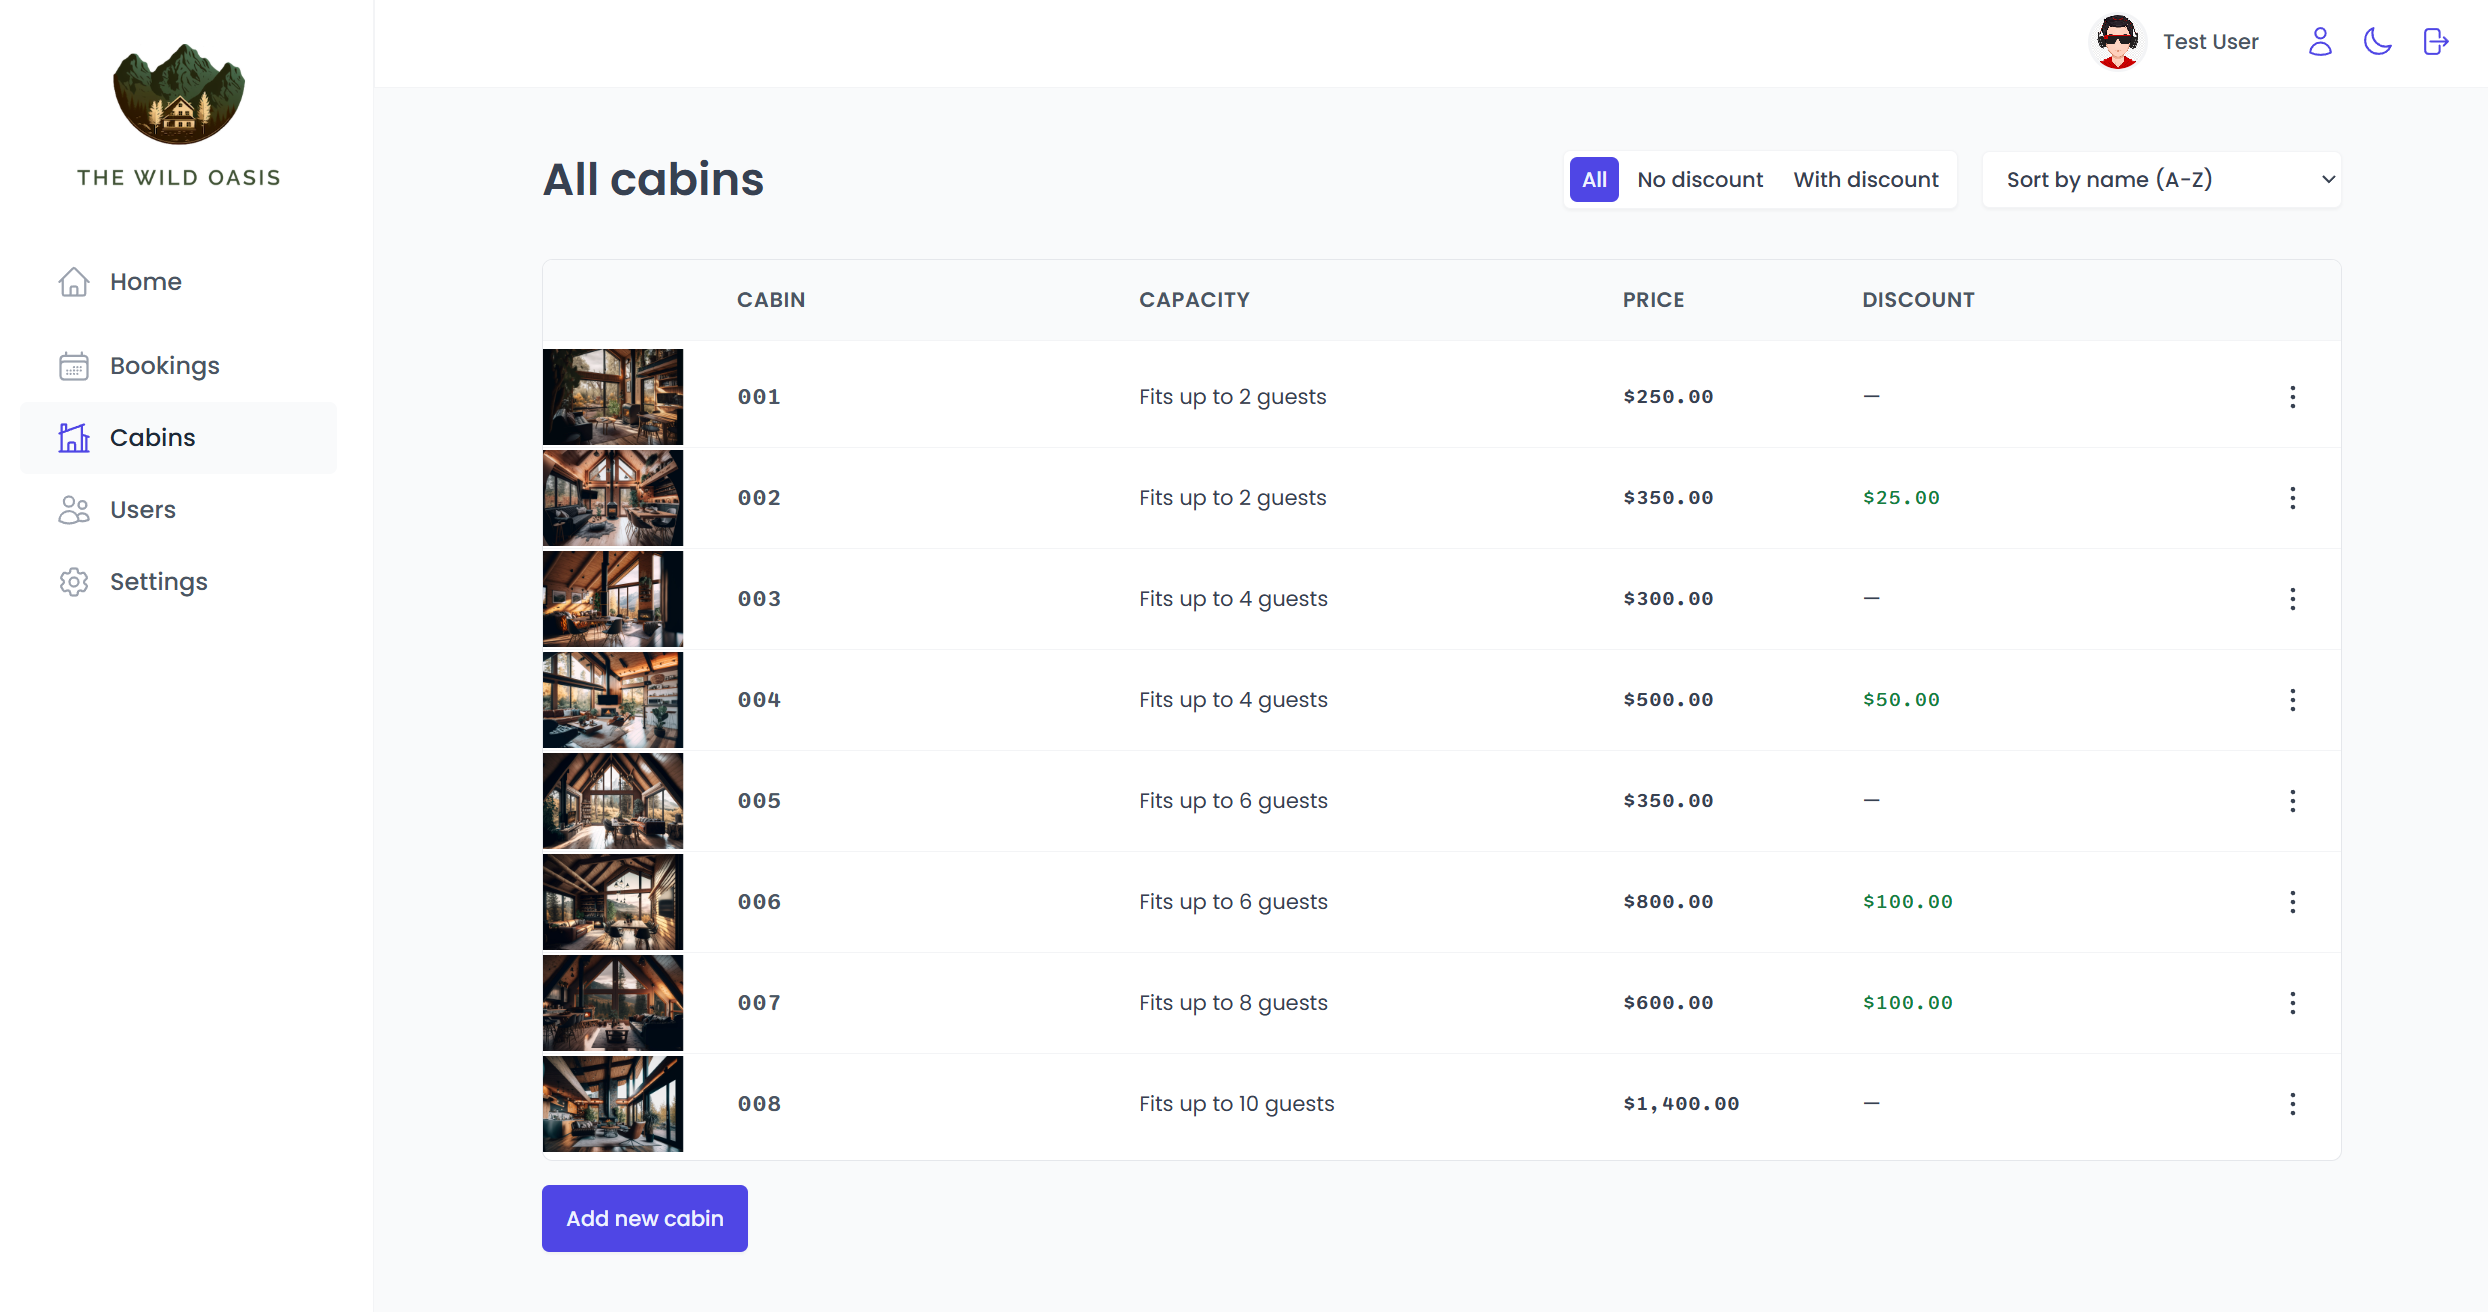 THE WILD OASIS
Home
Bookings
Cabins
Users
Settings
Test User
All cabins
All No discount With discount Sort by name (A-Z)
CABIN CAPACITY PRICE DISCOUNT
001 Fits up to 2 guests $250.00 —
002 Fits up to 2 guests $350.00 $25.00
003 Fits up to 4 guests $300.00 —
004 Fits up to 4 guests $500.00 $50.00
005 Fits up to 6 guests $350.00 —
006 Fits up to 6 guests $800.00 $100.00
007 Fits up to 8 guests $600.00 $100.00
008 Fits up to 10 guests $1,400.00 —
Add new cabin